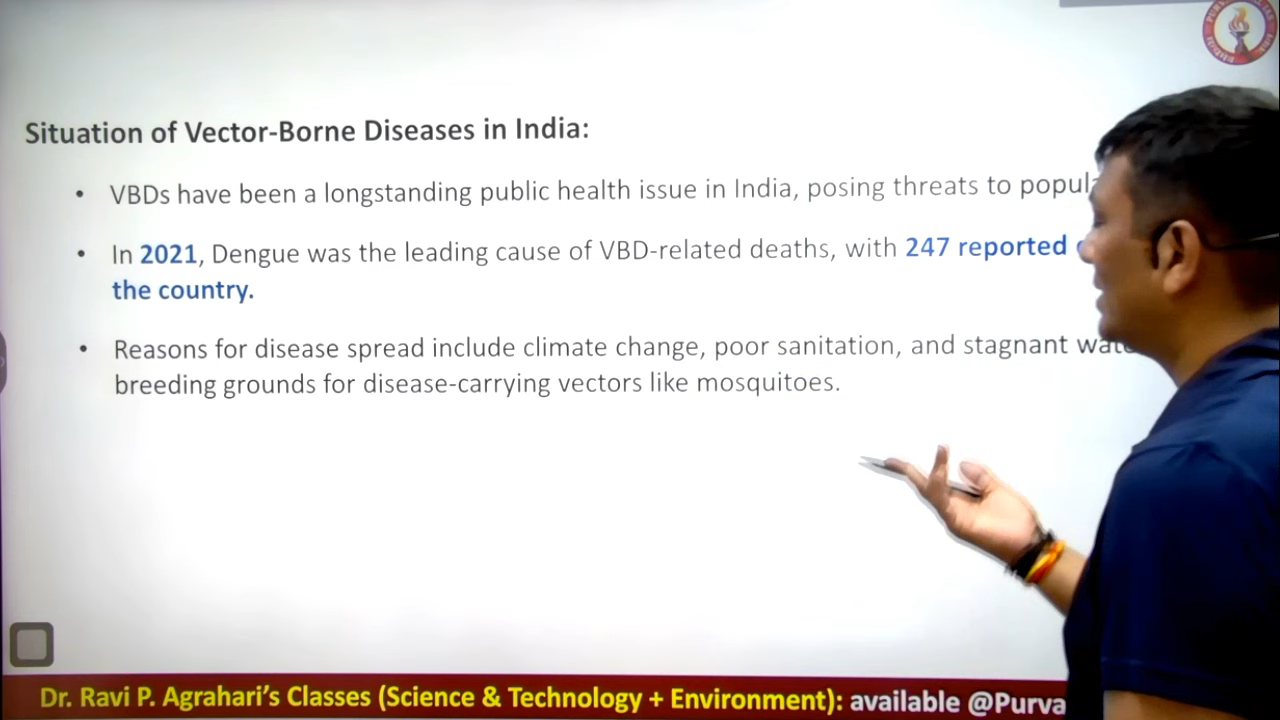 Situation of Vector-Borne Diseases in India:
• VBDs have been a longstanding public health issue in India, posing threats to
• In 2021, Dengue was the leading cause of VBD-related deaths, with 247 reported
the country.
• Reasons for disease spread include climate change, poor sanitation, and stagnant
breeding grounds for disease-carrying vectors like mosquitoes.
Dr. Ravi P. Agrahari's Classes (Science & Technology + Environment): available @Purva